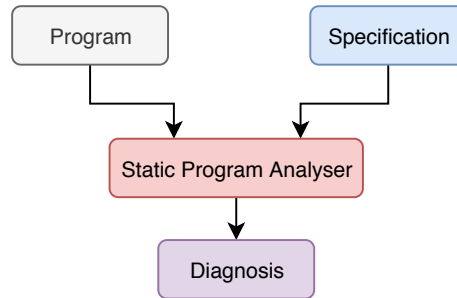 Program
Specification
Static Program Analyser
Diagnosis